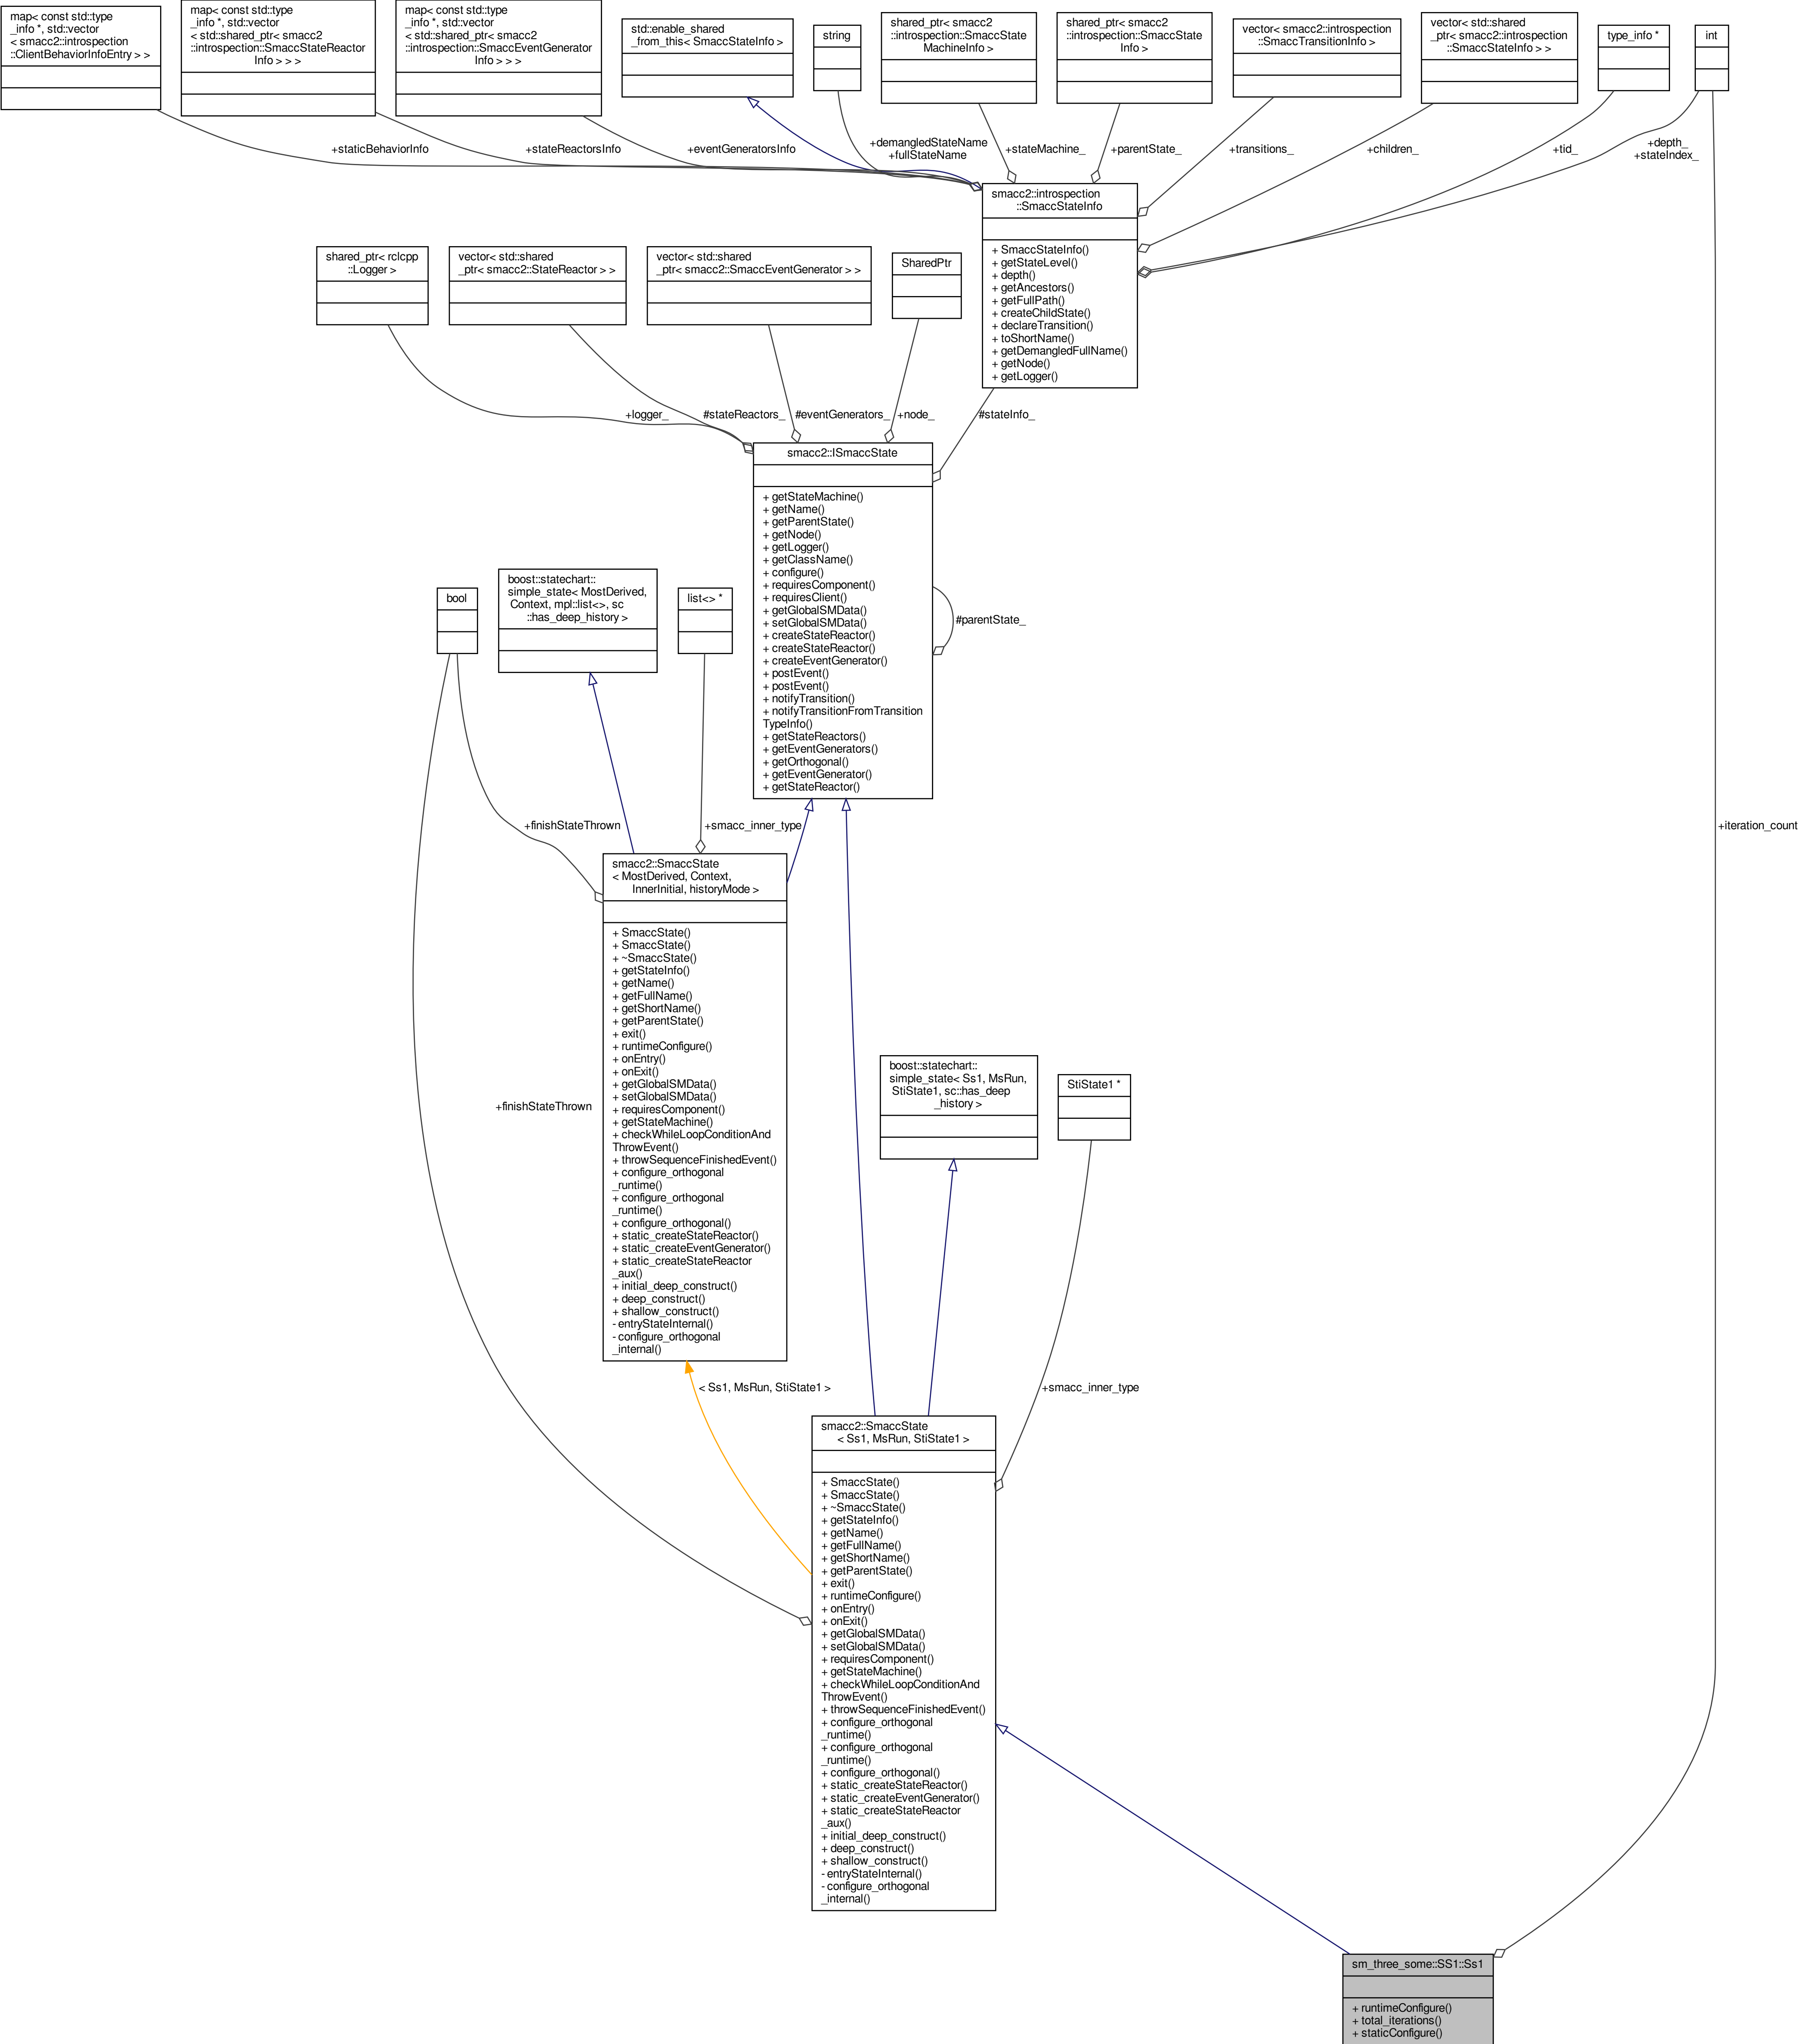 map< const std::type
_info *, std::vector
< smacc2::introspection
::ClientBehaviorInfoEntry > >
map< const std::type
_info *, std::vector
< std::shared_ptr< smacc2
::introspection::SmaccStateReactor
Info > > >
map< const std::type
_info *, std::vector
< std::shared_ptr< smacc2
::introspection::SmaccEventGenerator
Info > > >
std::enable_shared
_from_this< SmaccStateInfo >
string
shared_ptr< smacc2
::introspection::SmaccState
MachineInfo >
shared_ptr< smacc2
::introspection::SmaccState
Info >
vector< smacc2::introspection
::SmaccTransitionInfo >
vector< std::shared
_ptr< smacc2::introspection
::SmaccStateInfo > >
type_info *
int
+staticBehaviorInfo
+stateReactorsInfo
+eventGeneratorsInfo
+demangledStateName
+fullStateName
+stateMachine_
+parentState_
+transitions_
+children_
+tid_
+depth_
+stateIndex_
smacc2::introspection
::SmaccStateInfo
+ SmaccStateInfo()
+ getStateLevel()
+ depth()
+ getAncestors()
+ getFullPath()
+ createChildState()
+ declareTransition()
+ toShortName()
+ getDemangledFullName()
+ getNode()
+ getLogger()
shared_ptr< rclcpp
::Logger >
vector< std::shared
_ptr< smacc2::StateReactor > >
vector< std::shared
_ptr< smacc2::SmaccEventGenerator > >
SharedPtr
+logger_
#stateReactors_
#eventGenerators_
+node_
#stateInfo_
smacc2::ISmaccState
+ getStateMachine()
+ getName()
+ getParentState()
+ getNode()
+ getLogger()
+ getClassName()
+ configure()
+ requiresComponent()
+ requiresClient()
+ getGlobalSMData()
+ setGlobalSMData()
+ createStateReactor()
+ createStateReactor()
+ createEventGenerator()
+ postEvent()
+ postEvent()
+ notifyTransition()
+ notifyTransitionFromTransition
TypeInfo()
+ getStateReactors()
+ getEventGenerators()
+ getOrthogonal()
+ getEventGenerator()
+ getStateReactor()
#parentState_
bool
boost::statechart::
simple_state< MostDerived,
Context, mpl::list<>, sc
::has_deep_history >
list<> *
+finishStateThrown
+smacc_inner_type
+iteration_count
smacc2::SmaccState
< MostDerived, Context,
InnerInitial, historyMode >
+ SmaccState()
+ SmaccState()
+ ~SmaccState()
+ getStateInfo()
+ getName()
+ getFullName()
+ getShortName()
+ getParentState()
+ exit()
+ runtimeConfigure()
+ onEntry()
+ onExit()
+ getGlobalSMData()
+ setGlobalSMData()
+ requiresComponent()
+ getStateMachine()
+ checkWhileLoopConditionAnd
ThrowEvent()
+ throwSequenceFinishedEvent()
+ configure_orthogonal
_runtime()
+ configure_orthogonal
_runtime()
+ configure_orthogonal()
+ static_createStateReactor()
+ static_createEventGenerator()
+ static_createStateReactor
_aux()
+ initial_deep_construct()
+ deep_construct()
+ shallow_construct()
- entryStateInternal()
- configure_orthogonal
_internal()
+finishStateThrown
boost::statechart::
simple_state< Ss1, MsRun,
StiState1, sc::has_deep
_history >
StiState1 *
< Ss1, MsRun, StiState1 >
+smacc_inner_type
smacc2::SmaccState
< Ss1, MsRun, StiState1 >
+ SmaccState()
+ SmaccState()
+ ~SmaccState()
+ getStateInfo()
+ getName()
+ getFullName()
+ getShortName()
+ getParentState()
+ exit()
+ runtimeConfigure()
+ onEntry()
+ onExit()
+ getGlobalSMData()
+ setGlobalSMData()
+ requiresComponent()
+ getStateMachine()
+ checkWhileLoopConditionAnd
ThrowEvent()
+ throwSequenceFinishedEvent()
+ configure_orthogonal
_runtime()
+ configure_orthogonal
_runtime()
+ configure_orthogonal()
+ static_createStateReactor()
+ static_createEventGenerator()
+ static_createStateReactor
_aux()
+ initial_deep_construct()
+ deep_construct()
+ shallow_construct()
- entryStateInternal()
- configure_orthogonal
_internal()
sm_three_some::SS1::Ss1
+ runtimeConfigure()
+ total_iterations()
+ staticConfigure()